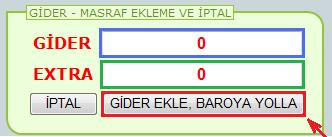 GİDER - MASRAF EKLEME VE İPTAL
GİDER 0
EXTRA 0
İPTAL GİDER EKLE, BAROYA YOLLA